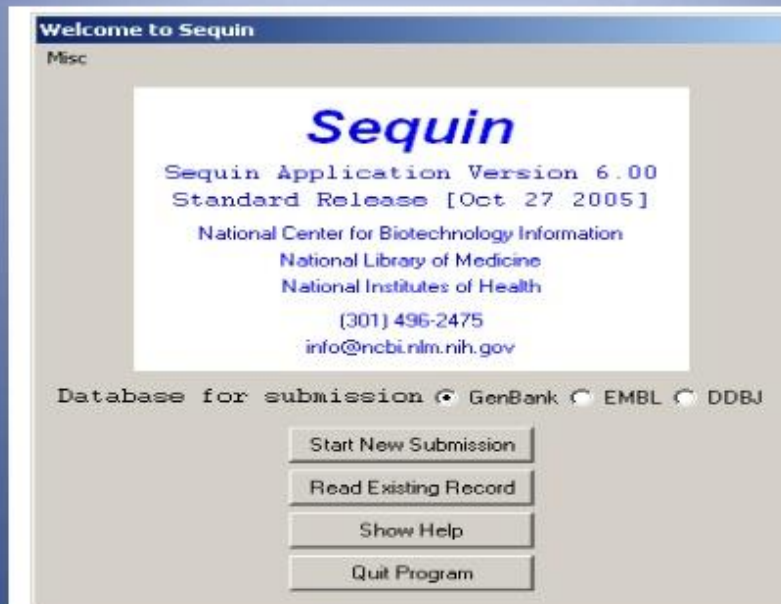 Welcome to Sequin
Misc
Sequin
Sequin Application Version 6.00
Standard Release [Oct 27 2005]
National Center for Biotechnology Information
National Library of Medicine
National Institutes of Health
(301) 496-2475
info@ncbi.nlm.nih.gov
Database for submission GenBank EMBL DDBJ
Start New Submission
Read Existing Record
Show Help
Quit Program